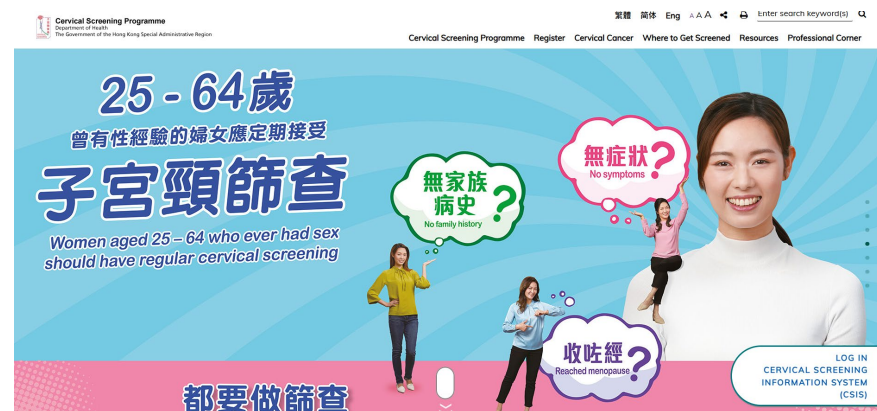 Cervical Screening Programme
Department of Health
The Government of the Hong Kong Special Administrative Region
繁體 简体 Eng A A A Enter search keyword(s)
Cervical Screening Programme Register Cervical Cancer Where to Get Screened Resources Professional Corner
25 - 64歲
曾有性經驗的婦女應定期接受
子宮頸篩查
Women aged 25 – 64 who ever had sex
should have regular cervical screening
無家族
病史?
No family history
無症狀?
No symptoms
收咗經?
Reached menopause
都要做篩查
LOG IN
CERVICAL SCREENING
INFORMATION SYSTEM
(CSIS)